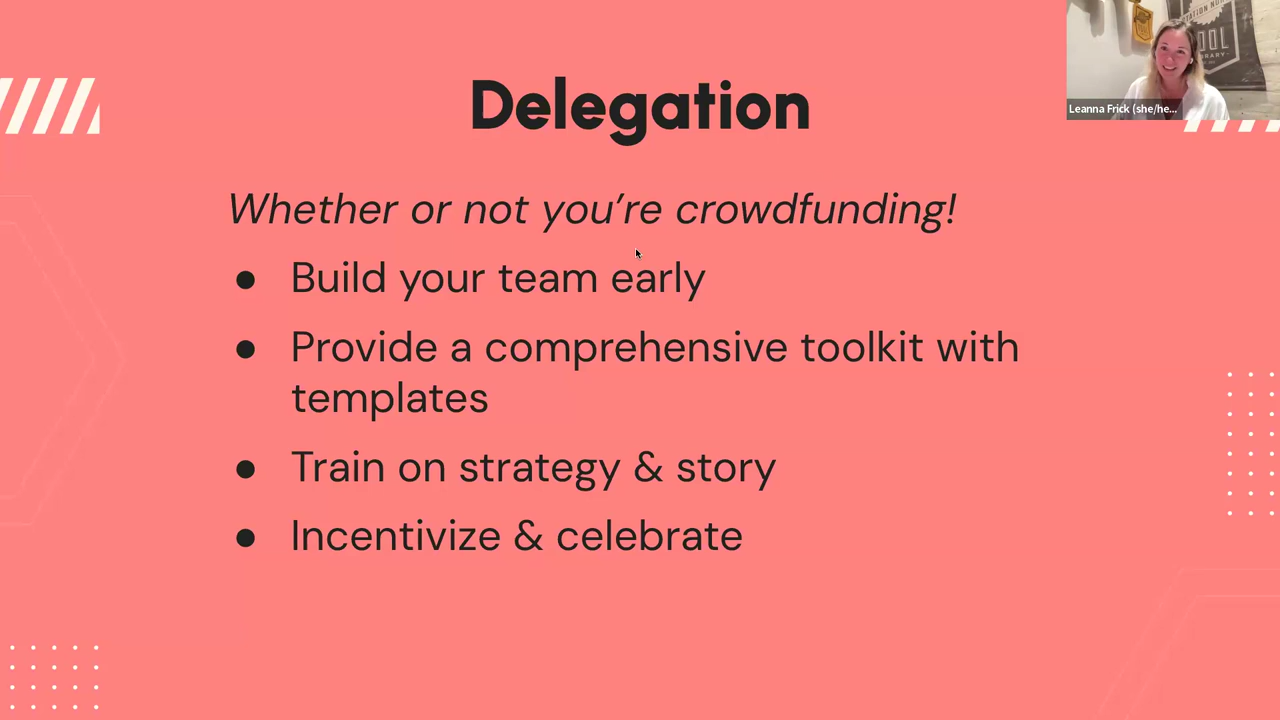 Delegation
Leanna Frick (she/he...
Whether or not you're crowdfunding!
● Build your team early
● Provide a comprehensive toolkit with
templates
● Train on strategy & story
● Incentivize & celebrate